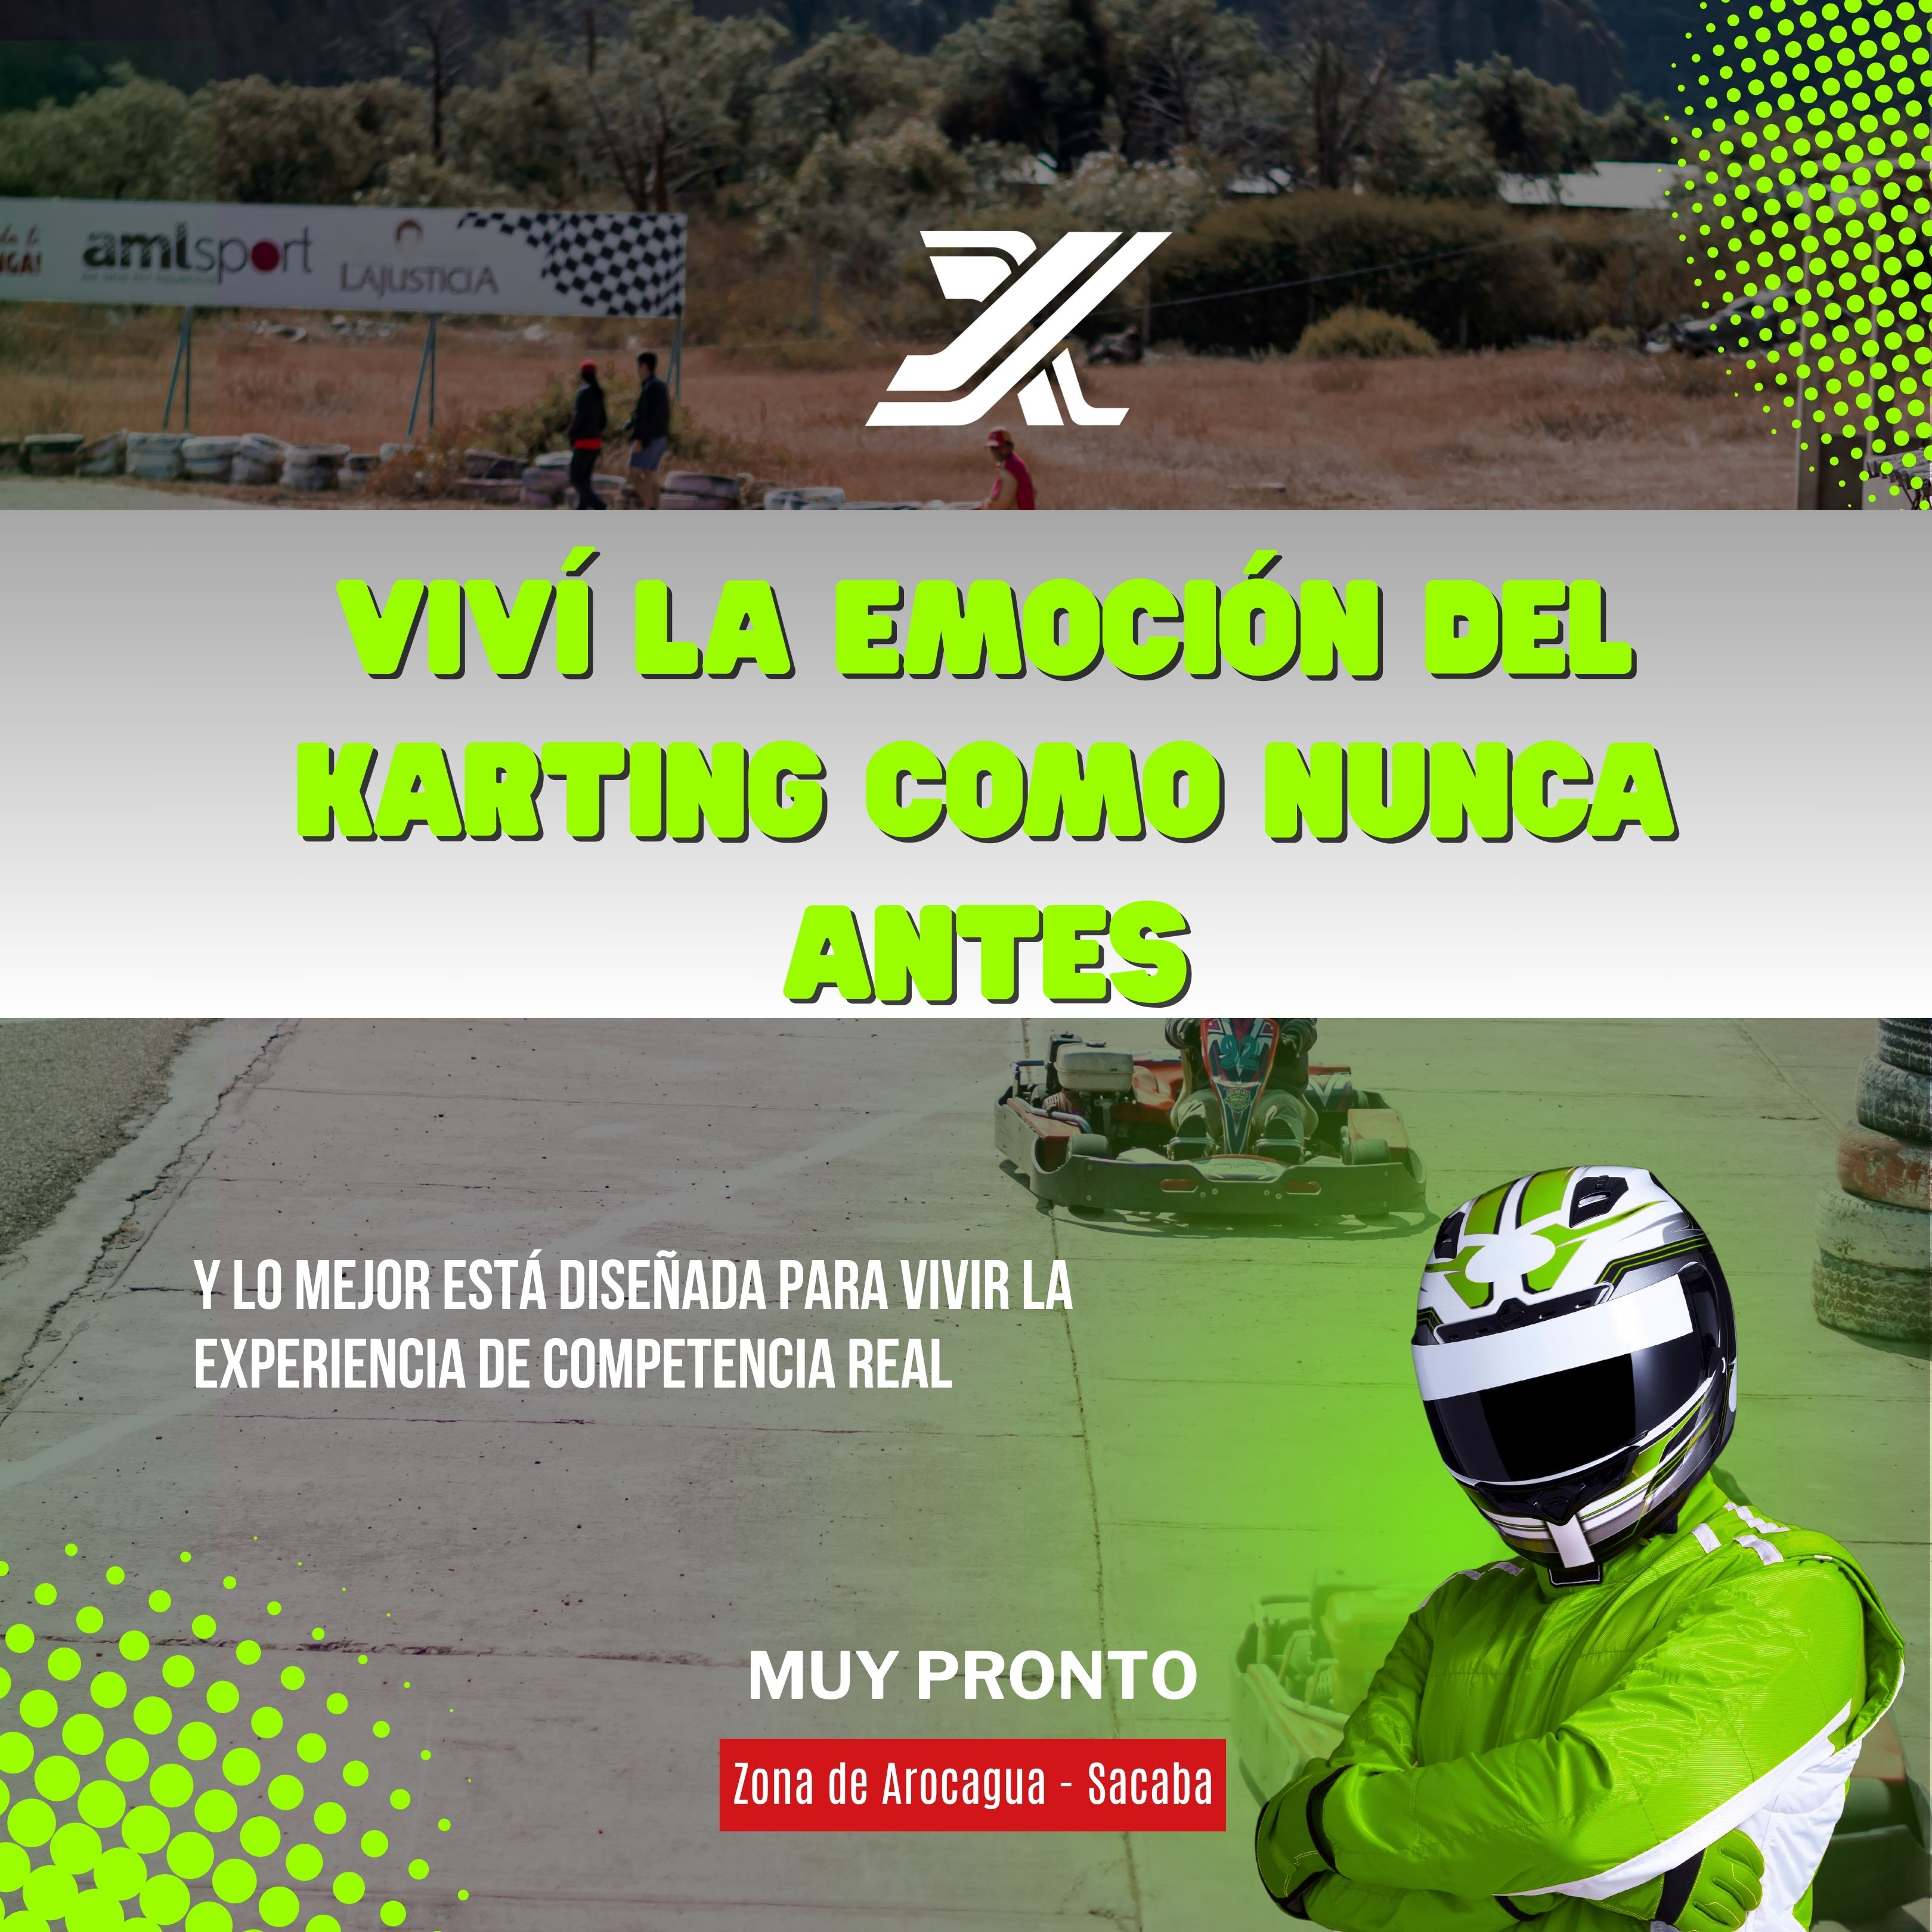 amlsport
LAJUSTICIA
VIVÍ LA EMOCIÓN DEL
KARTING COMO NUNCA
ANTES
92
Y LO MEJOR ESTÁ DISEÑADA PARA VIVIR LA
EXPERIENCIA DE COMPETENCIA REAL
MUY PRONTO
Zona de Arocagua - Sacaba